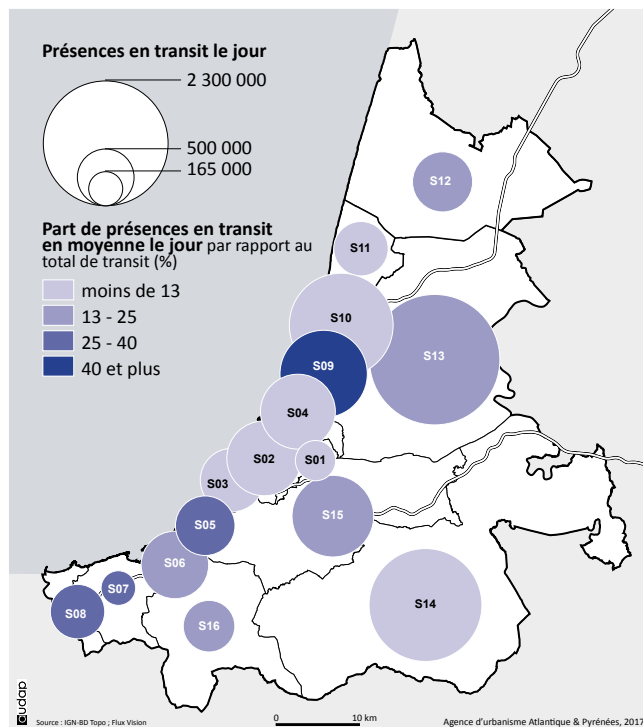 Présences en transit le jour
2 300 000
500 000
165 000
Part de présences en transit
en moyenne le jour par rapport au
total de transit (%)
moins de 13
13 - 25
25 - 40
40 et plus
S12
S11
S10
S13
S09
S04
S02
S01
S03
S15
S05
S06
S07
S08
S14
S16
audap
Source : IGN-BD Topo ; Flux Vision
0 10 km
Agence d'urbanisme Atlantique & Pyrénées, 2017